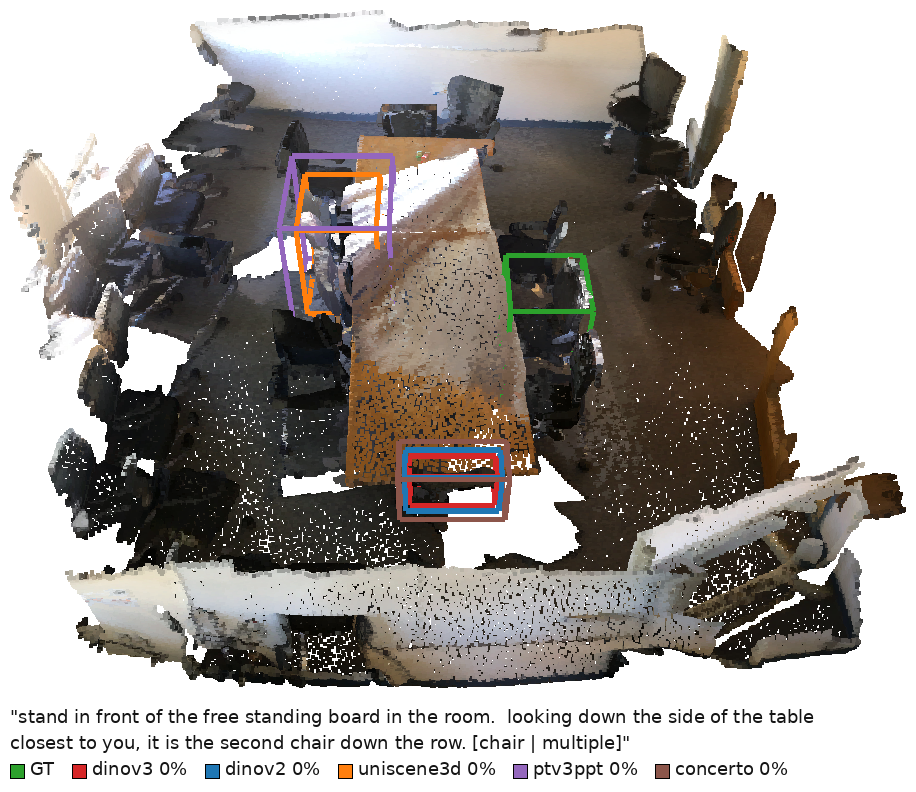 "stand in front of the free standing board in the room.  looking down the side of the table
closest to you, it is the second chair down the row. [chair | multiple]"
GT dinov3 0% dinov2 0% uniscene3d 0% ptv3ppt 0% concerto 0%